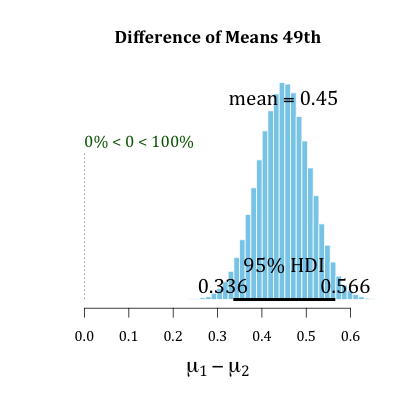 Difference of Means 49th
mean = 0.45
0% < 0 < 100%
95% HDI
0.336 0.566
0.0 0.1 0.2 0.3 0.4 0.5 0.6
μ₁ − μ₂